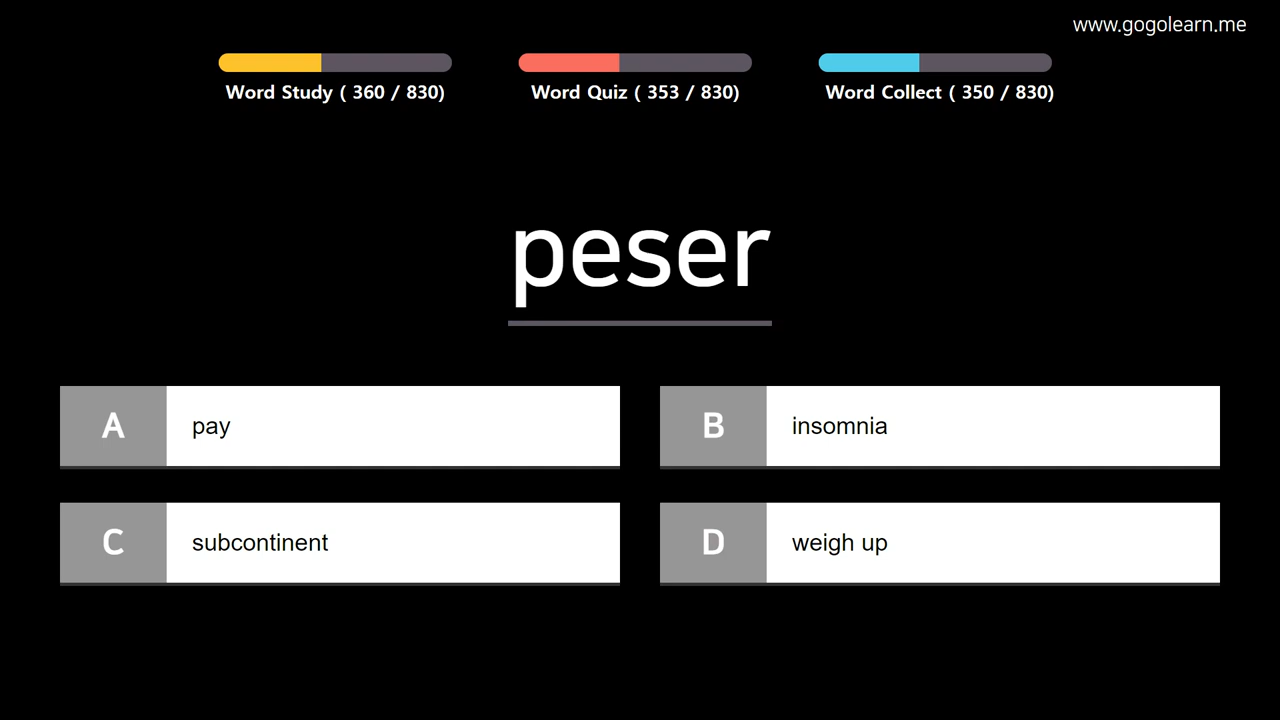 www.gogolearn.me
Word Study ( 360 / 830)
Word Quiz ( 353 / 830)
Word Collect ( 350 / 830)
peser
A pay
B insomnia
C subcontinent
D weigh up